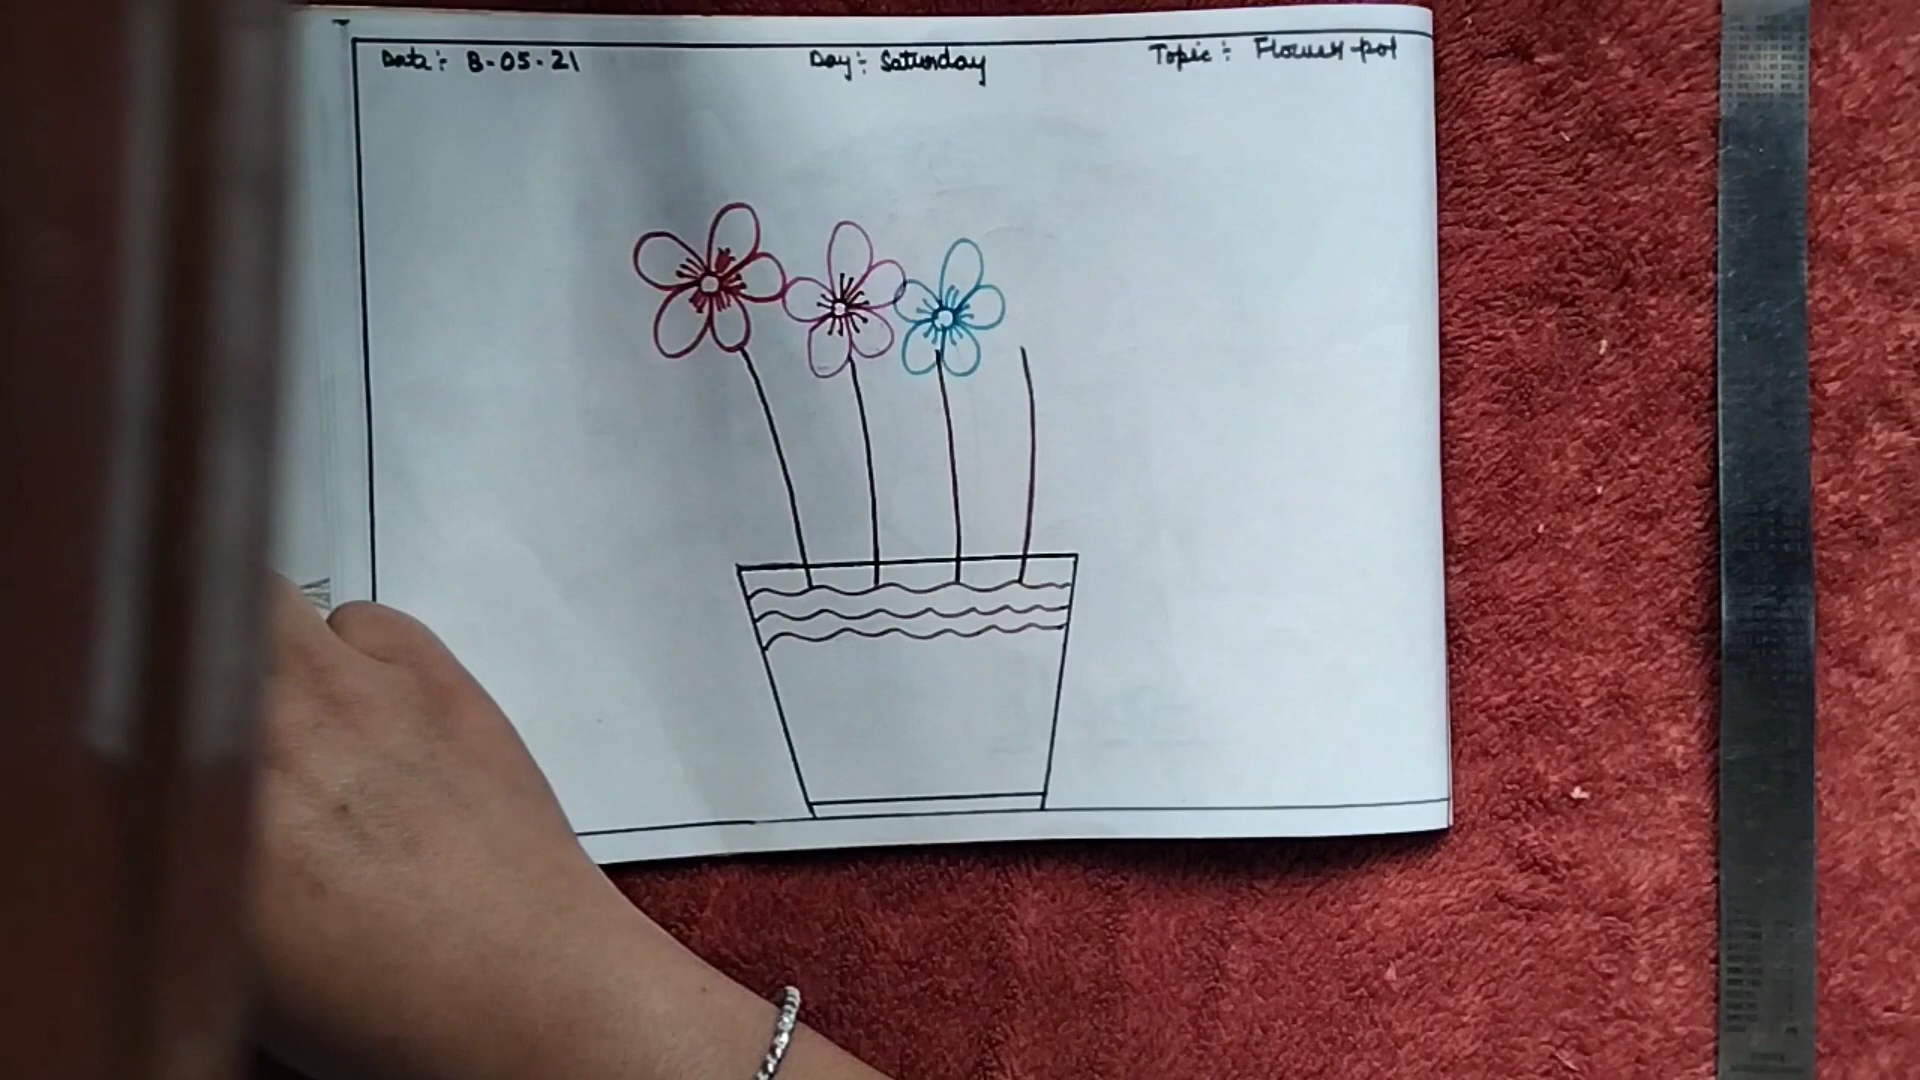 Date :- 8-05-21
Day :- Saturday
Topic :- Flower pot